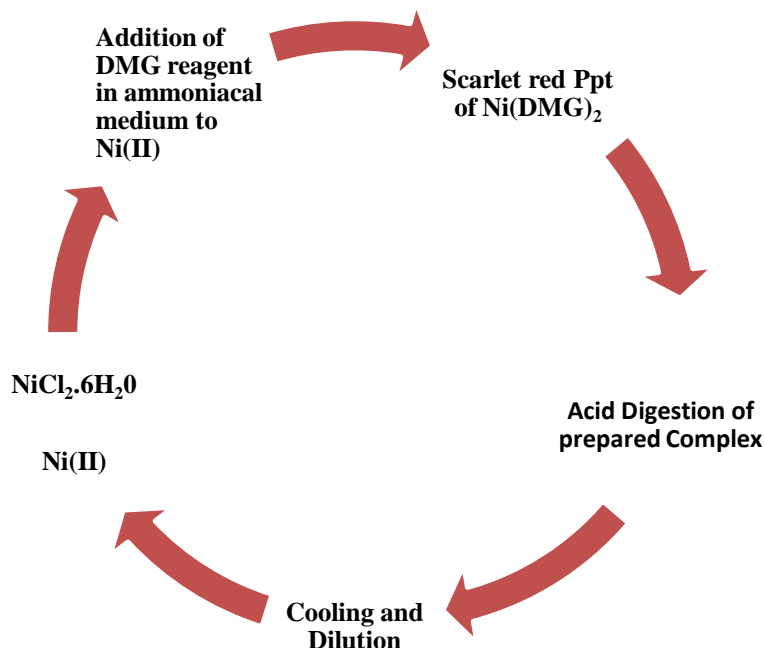 Addition of
DMG reagent
in ammoniacal
medium to
Ni(II)
Scarlet red Ppt
of Ni(DMG)₂
Acid Digestion of
prepared Complex
Cooling and
Dilution
NiCl₂.6H₂0
Ni(II)